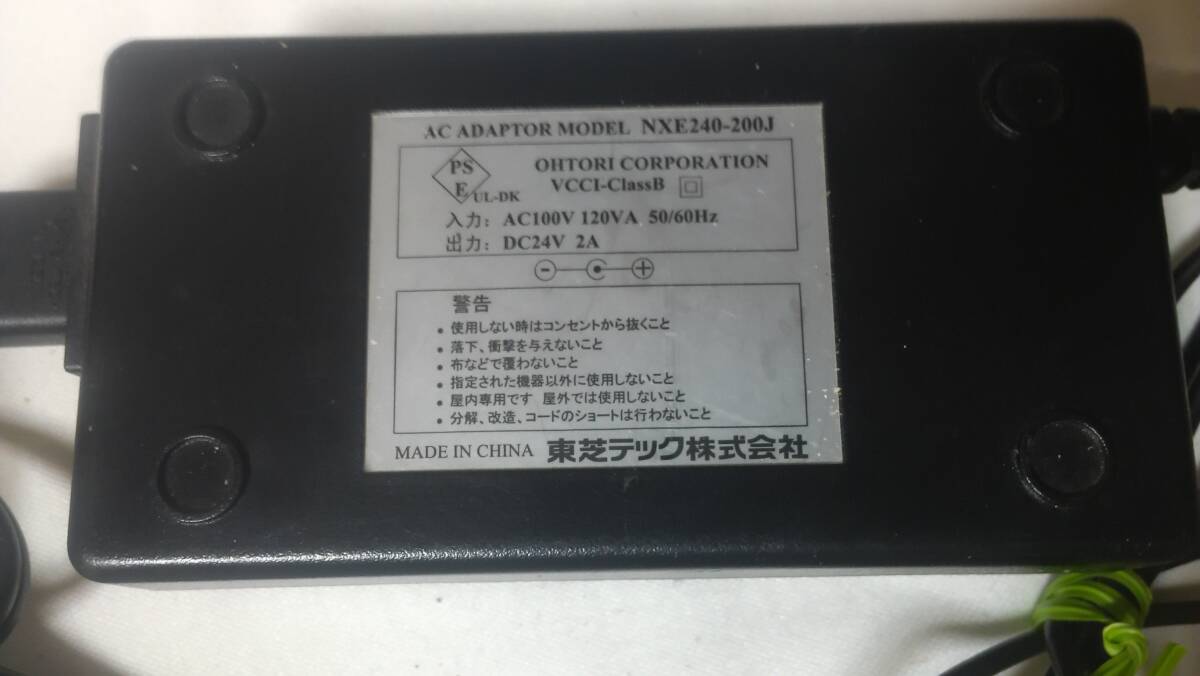 AC ADAPTOR MODEL NXE240-200J
PS
E
UL-DK
OHTORI CORPORATION
VCCI-ClassB
入力: AC100V 120VA 50/60Hz
出力: DC24V 2A
警告
• 使用しない時はコンセントから抜くこと
• 落下、衝撃を与えないこと
• 布などで覆わないこと
• 指定された機器以外に使用しないこと
• 屋内専用です 屋外では使用しないこと
• 分解、改造、コードのショートは行わないこと
MADE IN CHINA 東芝テック株式会社